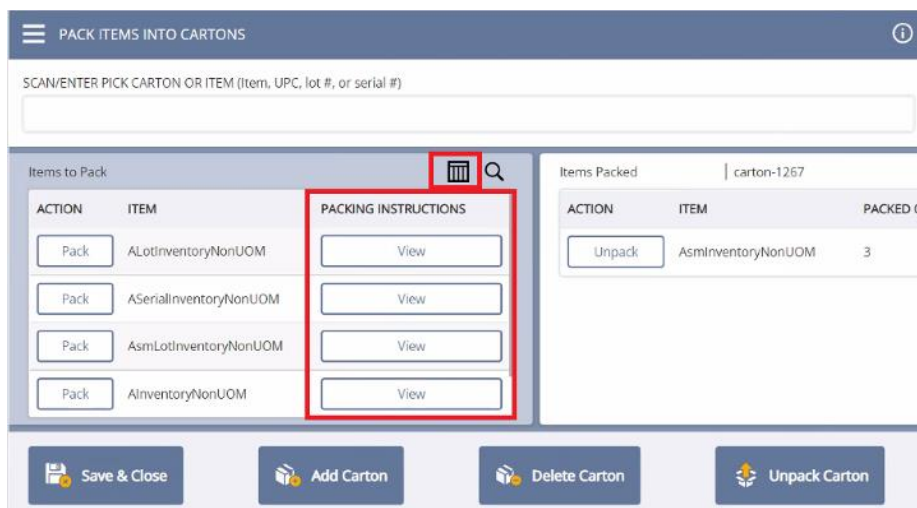 PACK ITEMS INTO CARTONS
SCAN/ENTER PICK CARTON OR ITEM (Item, UPC, lot #, or serial #)
Items to Pack
ACTION ITEM PACKING INSTRUCTIONS
Pack ALotInventoryNonUOM View
Pack ASerialInventoryNonUOM View
Pack AsmLotInventoryNonUOM View
Pack AInventoryNonUOM View
Items Packed carton-1267
ACTION ITEM PACKED
Unpack AsmInventoryNonUOM 3
Save & Close Add Carton Delete Carton Unpack Carton